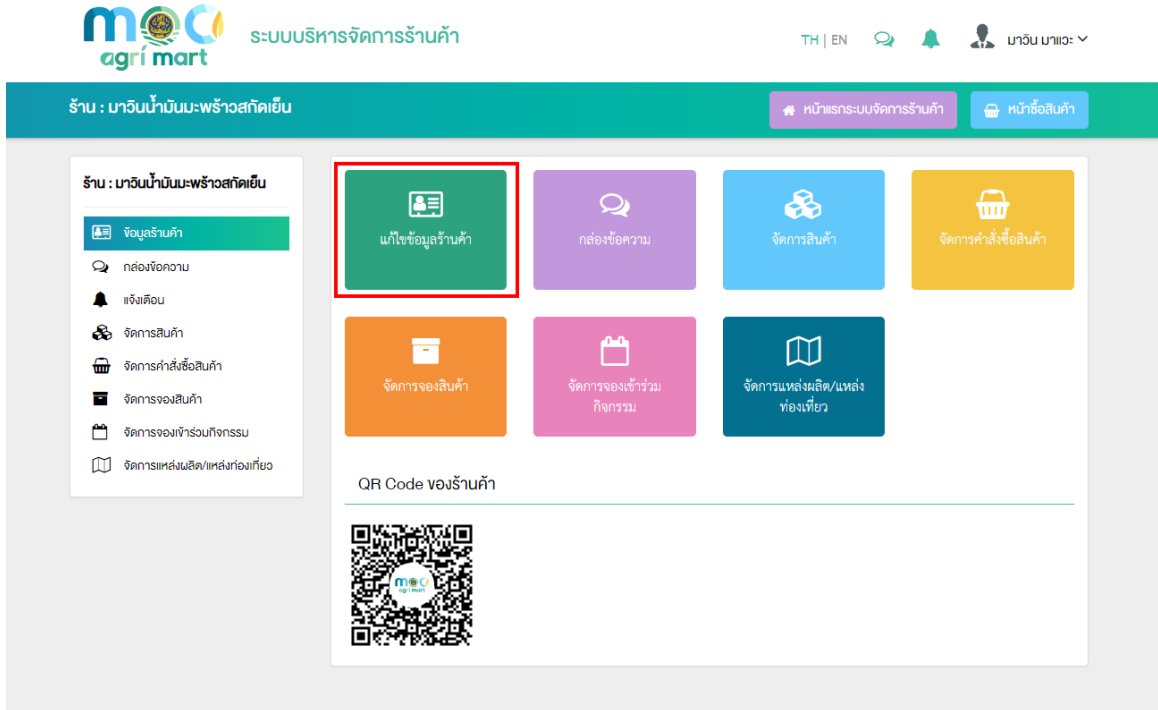 moc
agri mart
ระบบบริหารจัดการร้านค้า
TH | EN
มาวิน มาแวะ
ร้าน : มาวินน้ำมันมะพร้าวสกัดเย็น
หน้าแรกระบบจัดการร้านค้า
หน้าซื้อสินค้า
ร้าน : มาวินน้ำมันมะพร้าวสกัดเย็น
ข้อมูลร้านค้า
กล่องข้อความ
แจ้งเตือน
จัดการสินค้า
จัดการคำสั่งซื้อสินค้า
จัดการจองสินค้า
จัดการจองเข้าร่วมกิจกรรม
จัดการแหล่งผลิต/แหล่งท่องเที่ยว
แก้ไขข้อมูลร้านค้า
กล่องข้อความ
จัดการสินค้า
จัดการคำสั่งซื้อสินค้า
จัดการจองสินค้า
จัดการจองเข้าร่วม
กิจกรรม
จัดการแหล่งผลิต/แหล่ง
ท่องเที่ยว
QR Code ของร้านค้า
moc
agri mart